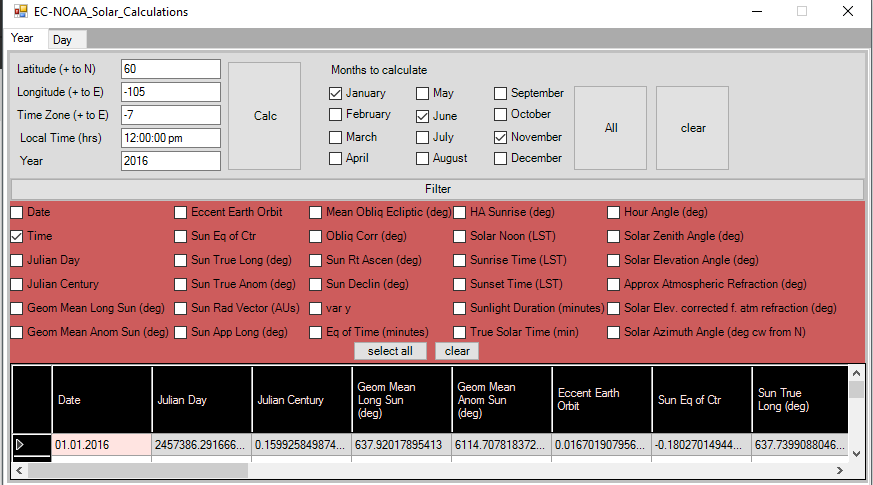 EC-NOAA_Solar_Calculations
Year Day
Latitude (+ to N) 60
Longitude (+ to E) -105
Time Zone (+ to E) -7
Local Time (hrs) 12:00:00 pm
Year 2016
Calc
Months to calculate
January May September
February June October
March July November
April August December
All clear
Filter
Date Eccent Earth Orbit Mean Obliq Ecliptic (deg) HA Sunrise (deg) Hour Angle (deg)
Time Sun Eq of Ctr Obliq Corr (deg) Solar Noon (LST) Solar Zenith Angle (deg)
Julian Day Sun True Long (deg) Sun Rt Ascen (deg) Sunrise Time (LST) Solar Elevation Angle (deg)
Julian Century Sun True Anom (deg) Sun Declin (deg) Sunset Time (LST) Approx Atmospheric Refraction (deg)
Geom Mean Long Sun (deg) Sun Rad Vector (AUs) var y Sunlight Duration (minutes) Solar Elev. corrected f. atm refraction (deg)
Geom Mean Anom Sun (deg) Sun App Long (deg) Eq of Time (minutes) True Solar Time (min) Solar Azimuth Angle (deg cw from N)
select all clear
Date Julian Day Julian Century Geom Mean Long Sun (deg) Geom Mean Anom Sun (deg) Eccent Earth Orbit Sun Eq of Ctr Sun True Long (deg)
01.01.2016 2457386.291666... 0.159925849874... 637.92017895413 6114.707818372... 0.016701907956... -0.18027014944... 637.7399088046...